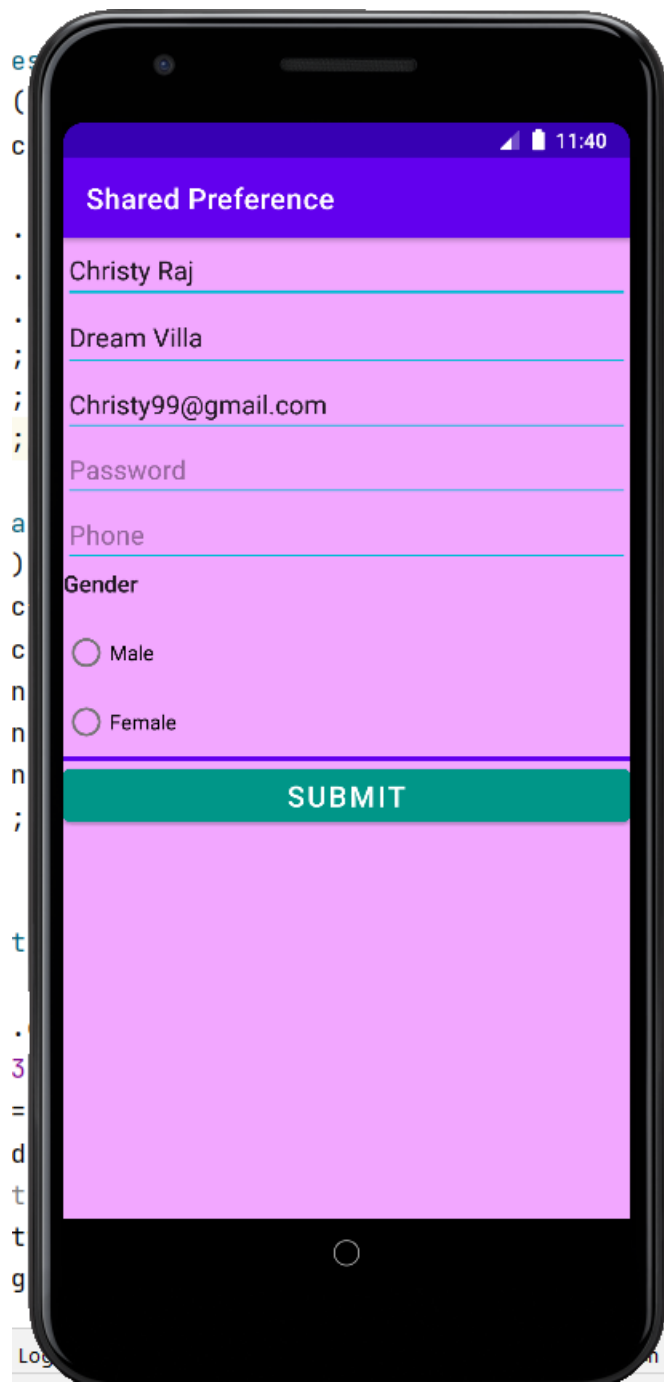 11:40
Shared Preference
Christy Raj
Dream Villa
Christy99@gmail.com
Password
Phone
Gender
Male
Female
SUBMIT